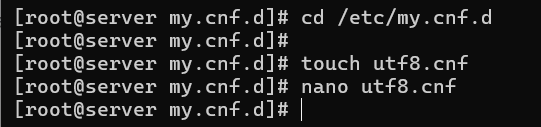 [root@server my.cnf.d]# cd /etc/my.cnf.d
[root@server my.cnf.d]#
[root@server my.cnf.d]# touch utf8.cnf
[root@server my.cnf.d]# nano utf8.cnf
[root@server my.cnf.d]#